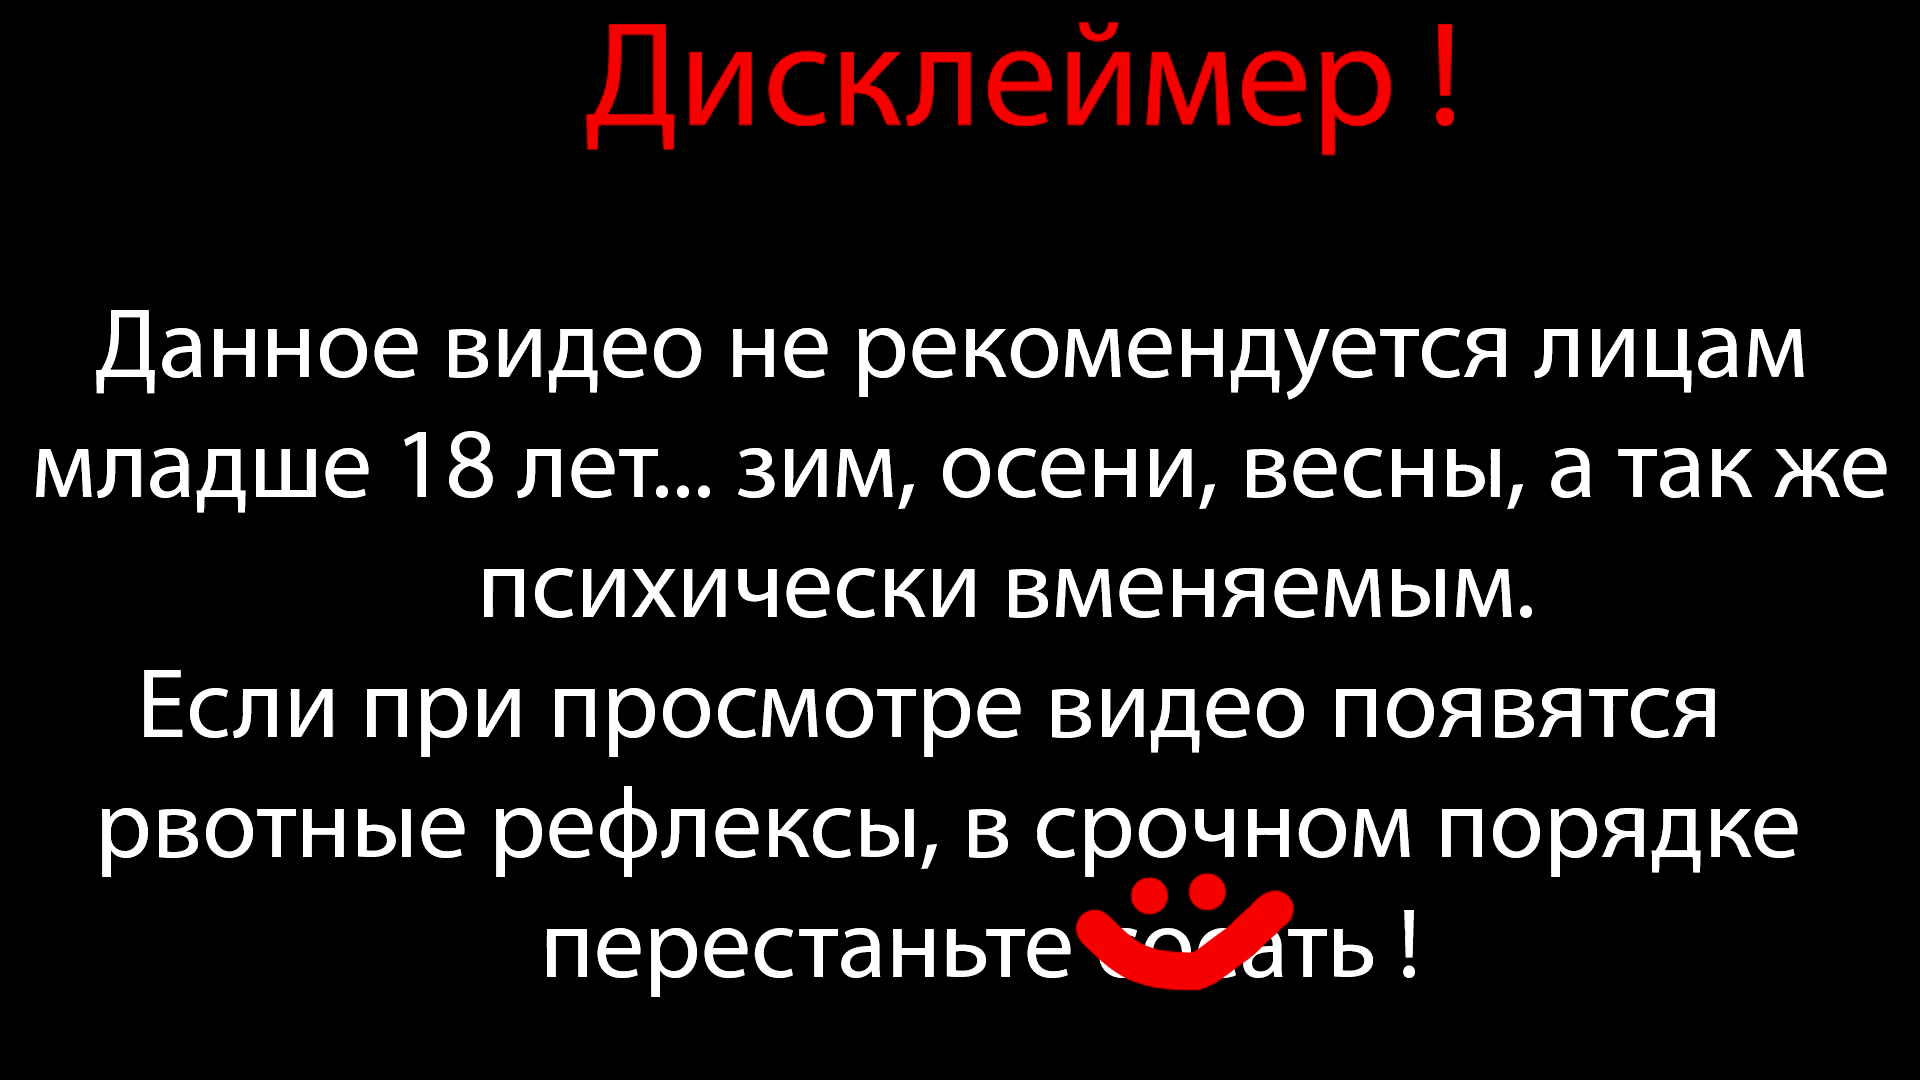 Дисклеймер !
Данное видео не рекомендуется лицам
младше 18 лет... зим, осени, весны, а так же
психически вменяемым.
Если при просмотре видео появятся
рвотные рефлексы, в срочном порядке
перестаньте сосать !